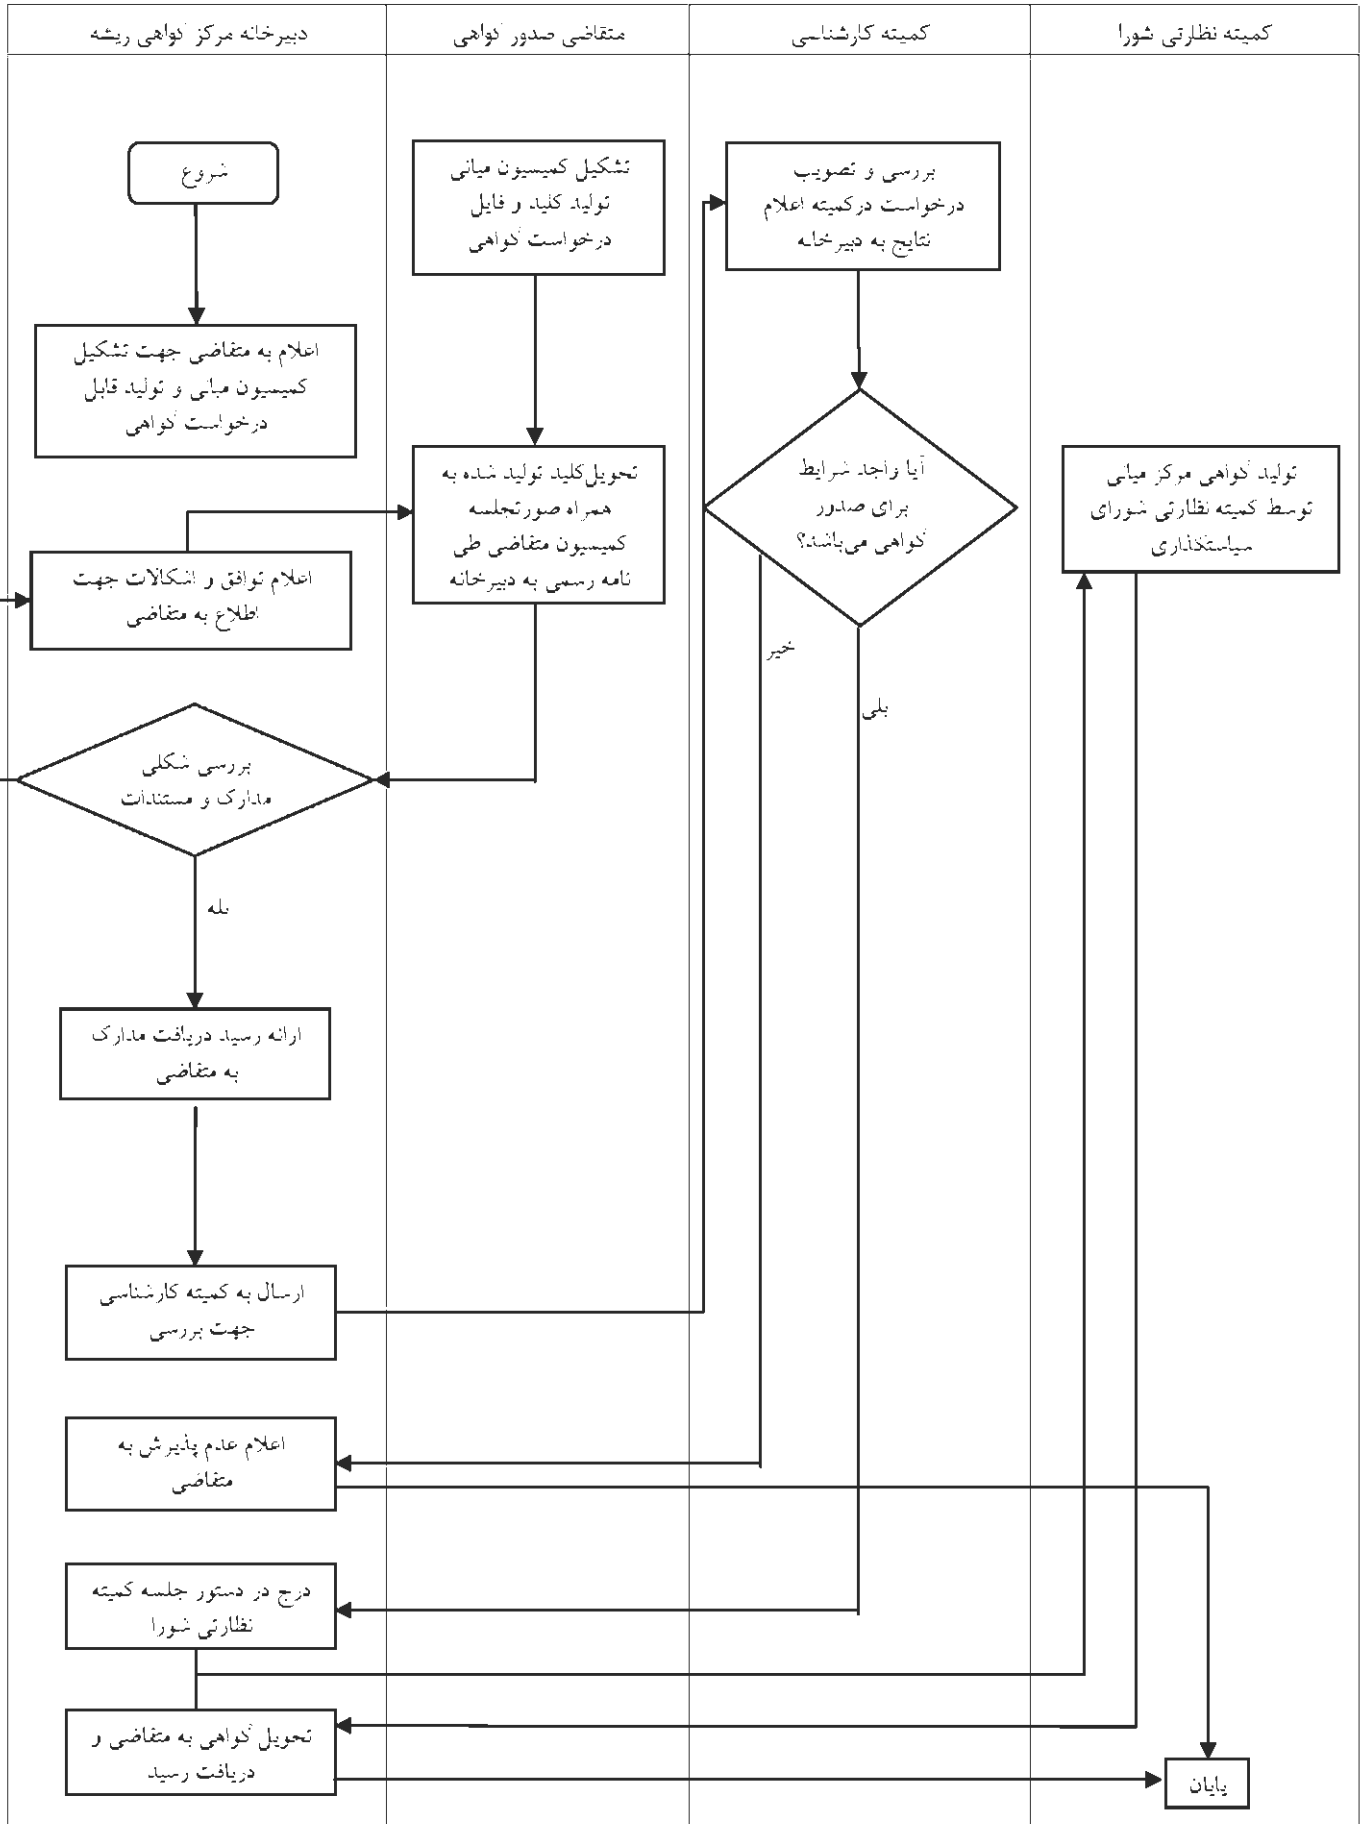 کمیته نظارتی شورا
کمیته کارشناسی
متقاضی صدور گواهی
دبیرخانه مرکز گواهی ریشه
شروع
اعلام به متقاضی جهت تشکیل
کمیسیون میانی و تولید فایل
درخواست گواهی
اعلام توافق و اشکالات جهت
اطلاع به متقاضی
بررسی شکلی
مدارک و مستندات
بله
ارائه رسید دریافت مدارک
به متقاضی
ارسال به کمیته کارشناسی
جهت بررسی
اعلام عدم پذیرش به
متقاضی
درج در دستور جلسه کمیته
نظارتی شورا
تحویل گواهی به متقاضی و
دریافت رسید
تشکیل کمیسیون میانی
تولید کلید و فایل
درخواست گواهی
تحویل کلید تولید شده به
همراه صورتجلسه
کمیسیون متقاضی طی
نامه رسمی به دبیرخانه
بررسی و تصویب
درخواست درکمیته اعلام
نتایج به دبیرخانه
آیا واجد شرایط
برای صدور
گواهی می‌باشد؟
خیر
بلی
تولید گواهی مرکز میانی
توسط کمیته نظارتی شورای
سیاستگذاری
پایان